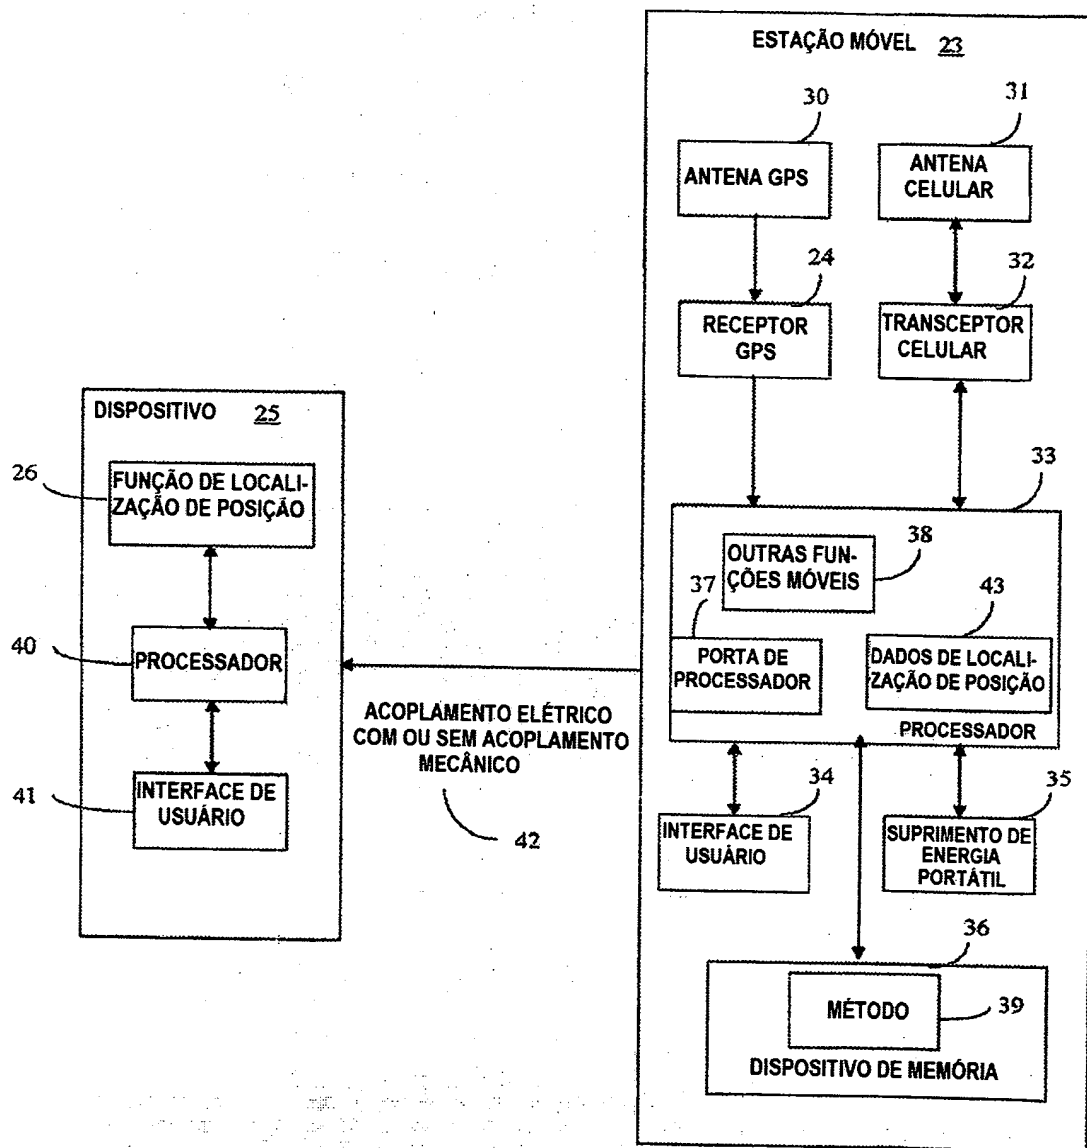 ESTAÇÃO MÓVEL 23
30
31
ANTENA GPS
ANTENA
CELULAR
24
32
RECEPTOR
GPS
TRANSCEPTOR
CELULAR
DISPOSITIVO 25
26
FUNÇÃO DE LOCALI-
ZAÇÃO DE POSIÇÃO
33
OUTRAS FUN-
ÇÕES MÓVEIS
38
37
43
40
PROCESSADOR
PORTA DE
PROCESSADOR
DADOS DE LOCALI-
ZAÇÃO DE POSIÇÃO
PROCESSADOR
ACOPLAMENTO ELÉTRICO
COM OU SEM ACOPLAMENTO
MECÂNICO
42
41
INTERFACE DE
USUÁRIO
34
35
INTERFACE DE
USUÁRIO
SUPRIMENTO DE
ENERGIA
PORTÁTIL
36
MÉTODO
39
DISPOSITIVO DE MEMÓRIA